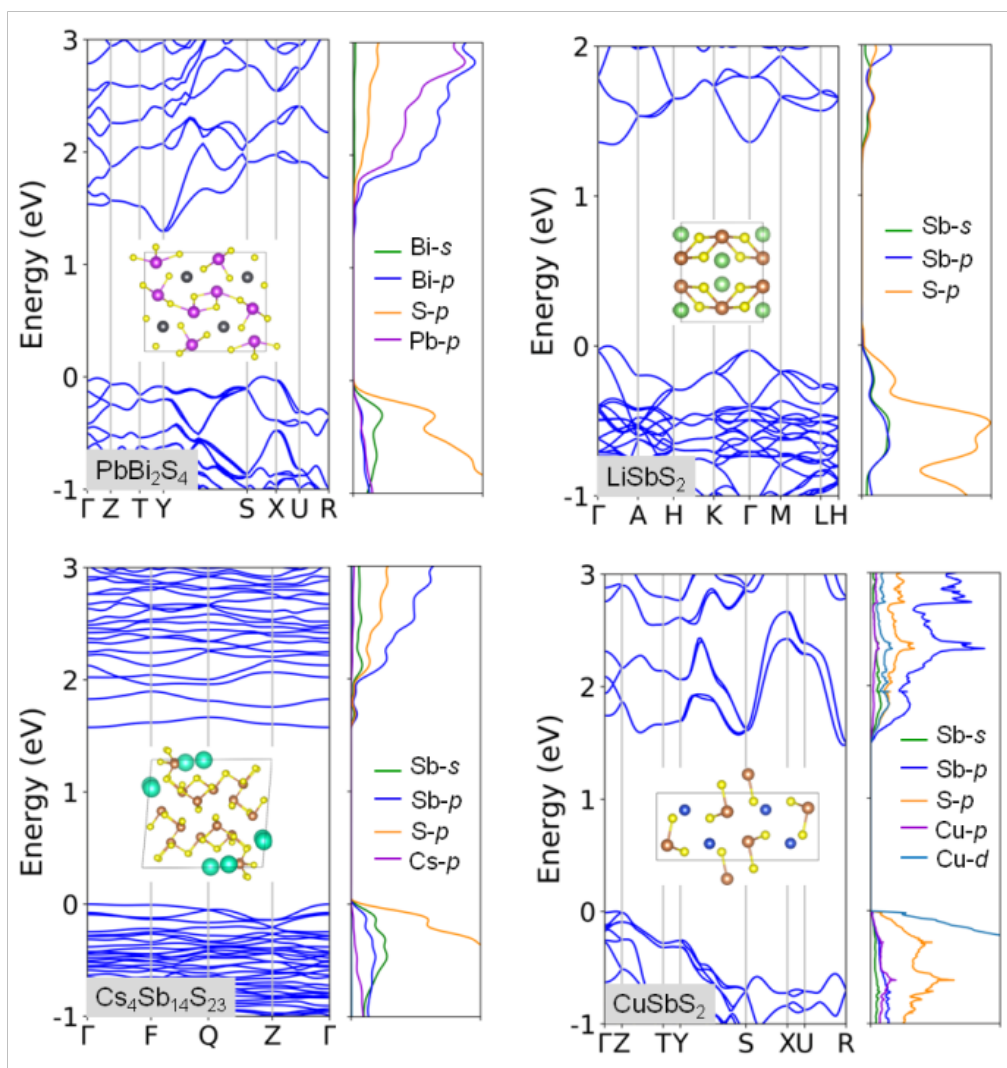 3
2
1
0
-1
Energy (eV)
Γ Z T Y S X U R
PbBi₂S₄
Bi-s
Bi-p
S-p
Pb-p
2
1
0
-1
Energy (eV)
Γ A H K Γ M L H
LiSbS₂
Sb-s
Sb-p
S-p
3
2
1
0
-1
Energy (eV)
Γ F Q Z Γ
Cs₄Sb₁₄S₂₃
Sb-s
Sb-p
S-p
Cs-p
3
2
1
0
-1
Energy (eV)
Γ Z T Y S X U R
CuSbS₂
Sb-s
Sb-p
S-p
Cu-p
Cu-d